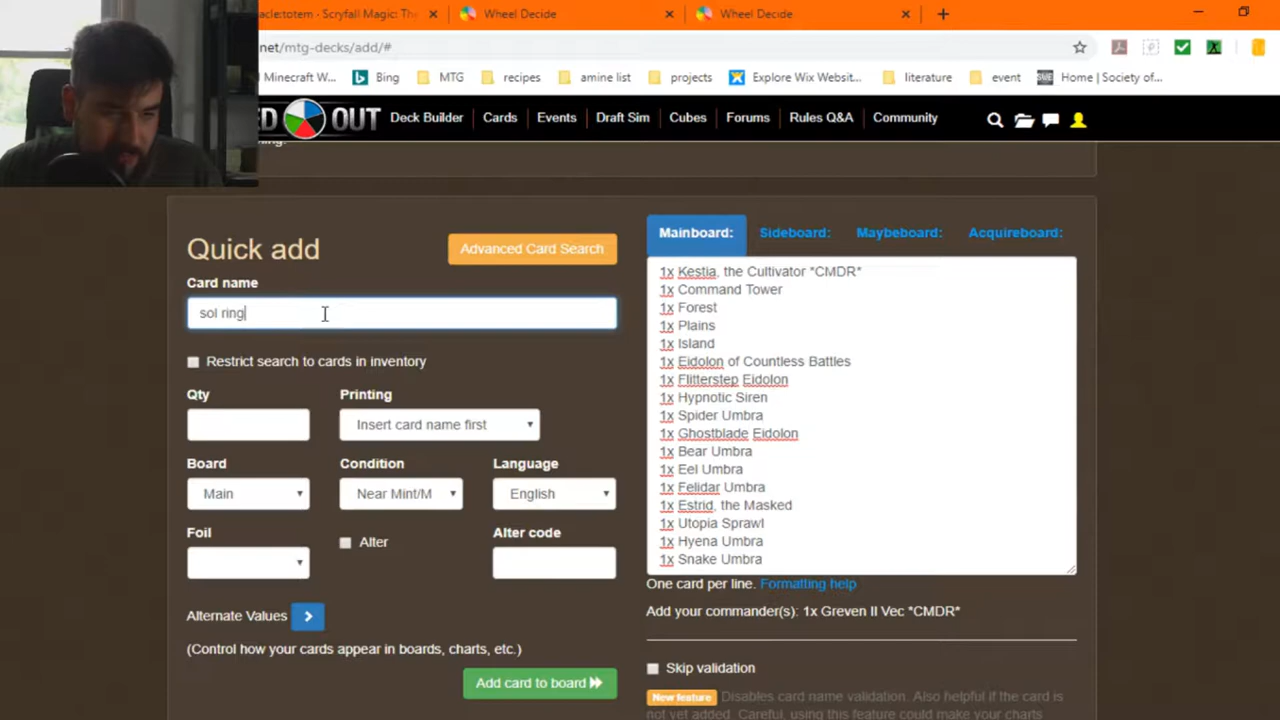 acle:totem - Scryfall Magic: The
Wheel Decide
Wheel Decide
net/mtg-decks/add/#
Minecraft W...
Bing
MTG
recipes
amine list
projects
Explore Wix Websit...
literature
event
Home | Society of...
ED OUT
Deck Builder
Cards
Events
Draft Sim
Cubes
Forums
Rules Q&A
Community
Quick add
Advanced Card Search
Card name
sol ring
Restrict search to cards in inventory
Qty
Printing
Insert card name first
Board
Condition
Language
Main
Near Mint/M
English
Foil
Alter
Alter code
Alternate Values
(Control how your cards appear in boards, charts, etc.)
Add card to board
Mainboard:
Sideboard:
Maybeboard:
Acquireboard:
1x Kestia, the Cultivator *CMDR*
1x Command Tower
1x Forest
1x Plains
1x Island
1x Eidolon of Countless Battles
1x Flitterstep Eidolon
1x Hypnotic Siren
1x Spider Umbra
1x Ghostblade Eidolon
1x Bear Umbra
1x Eel Umbra
1x Felidar Umbra
1x Estrid, the Masked
1x Utopia Sprawl
1x Hyena Umbra
1x Snake Umbra
One card per line. Formatting help
Add your commander(s): 1x Greven II Vec *CMDR*
Skip validation
New feature Disables card name validation. Also helpful if the card is
not yet added. Careful, using this feature could make your charts